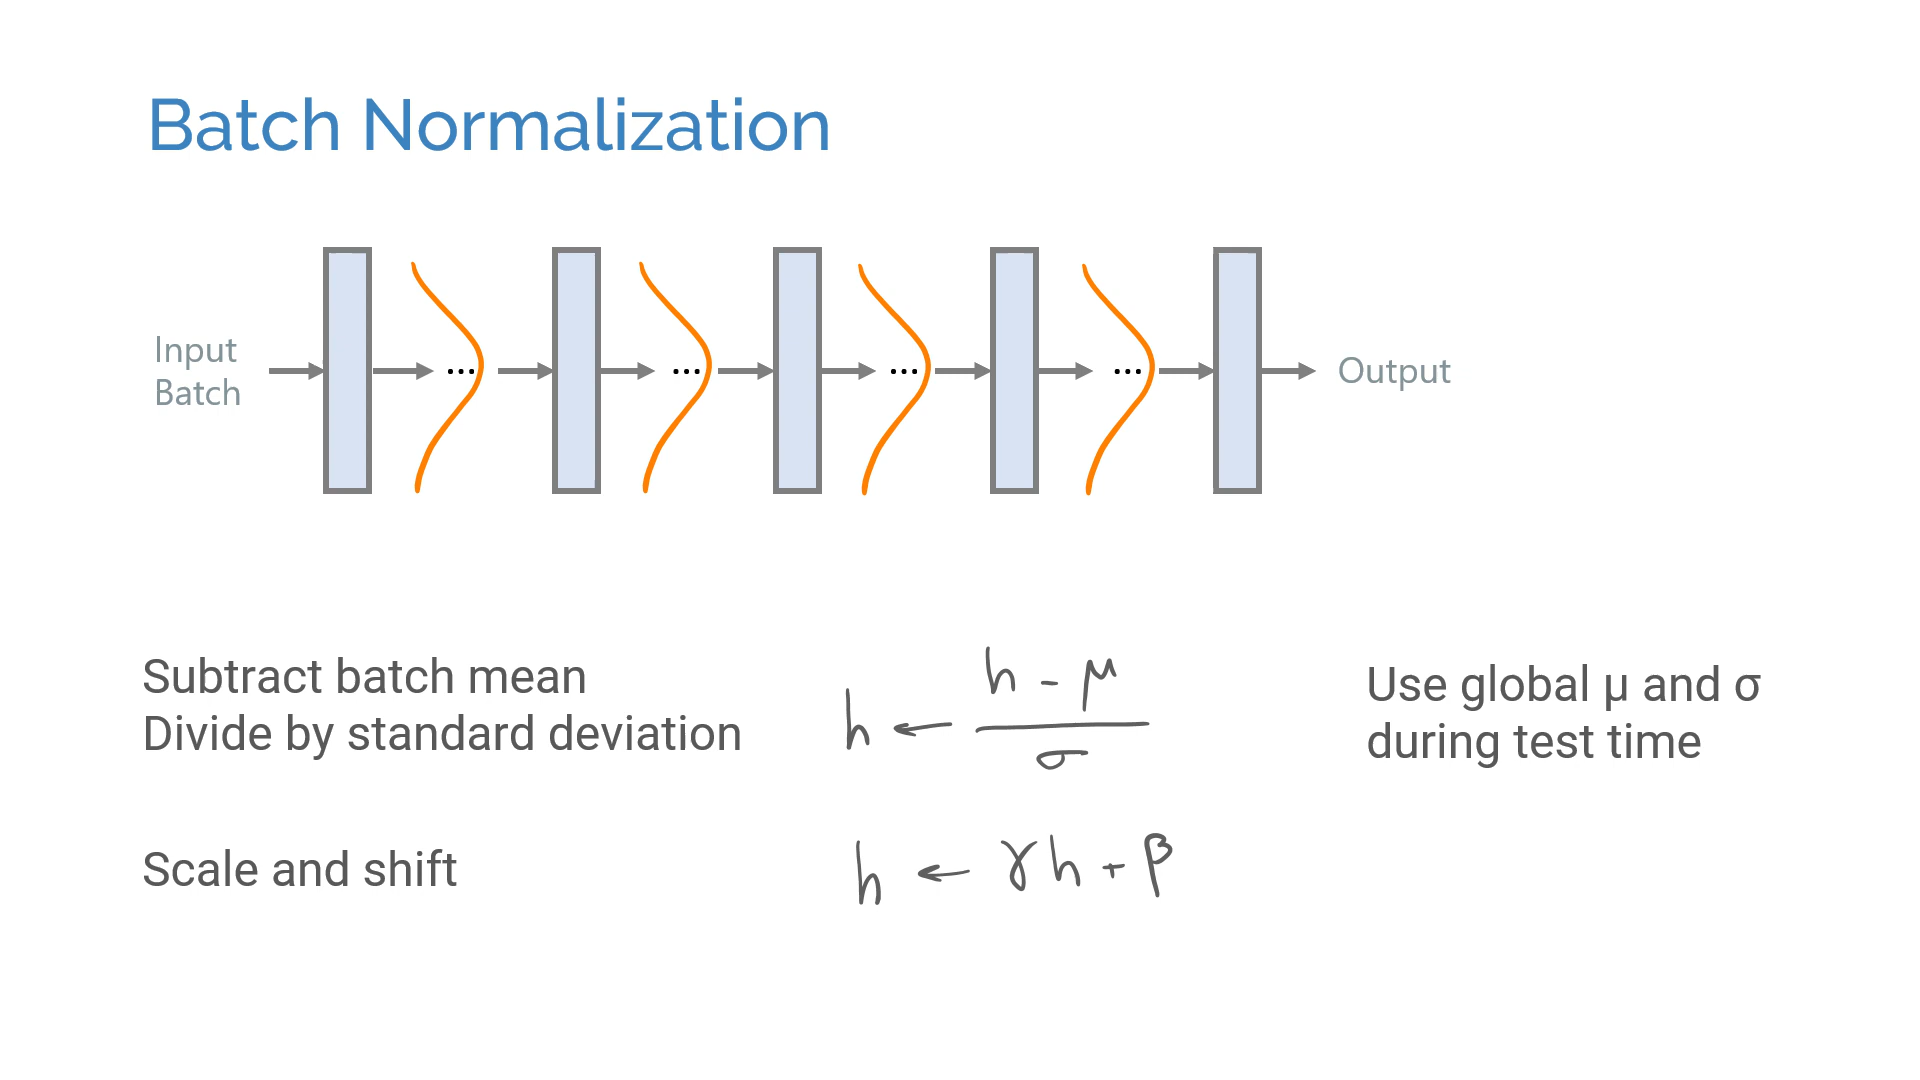 Batch Normalization
Input
Batch
... ... ... ...
Output
Subtract batch mean
Divide by standard deviation
h ← (h - μ) / σ
Use global μ and σ
during test time
Scale and shift
h ← γh + β